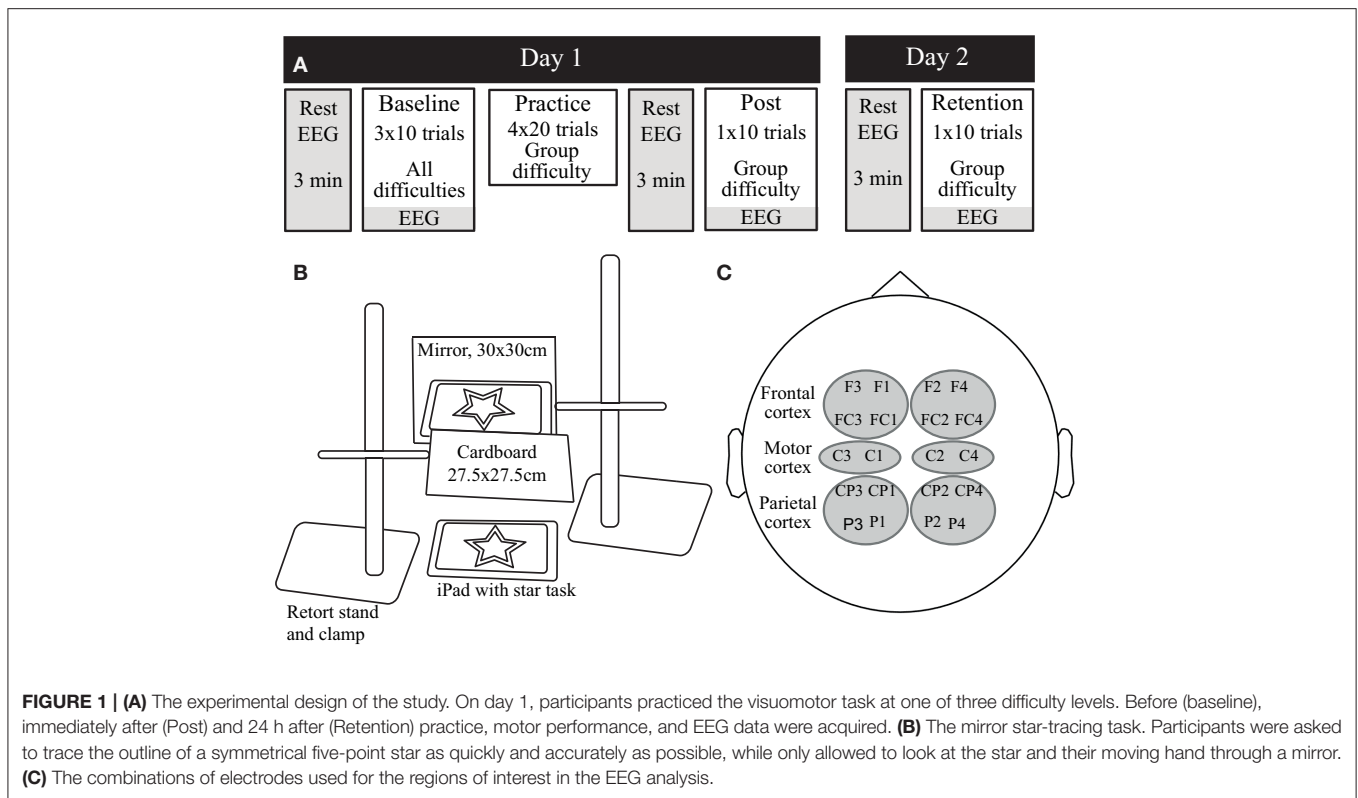 A
Day 1
Day 2
Rest
EEG
3 min
Baseline
3x10 trials
All
difficulties
EEG
Practice
4x20 trials
Group
difficulty
Rest
EEG
3 min
Post
1x10 trials
Group
difficulty
EEG
Rest
EEG
3 min
Retention
1x10 trials
Group
difficulty
EEG
B
Mirror, 30x30cm
Cardboard
27.5x27.5cm
iPad with star task
Retort stand
and clamp
C
Frontal
cortex
F3 F1
F2 F4
FC3 FC1
FC2 FC4
Motor
cortex
C3 C1
C2 C4
Parietal
cortex
CP3 CP1
CP2 CP4
P3 P1
P2 P4
FIGURE 1 | (A) The experimental design of the study. On day 1, participants practiced the visuomotor task at one of three difficulty levels. Before (baseline),
immediately after (Post) and 24 h after (Retention) practice, motor performance, and EEG data were acquired. (B) The mirror star-tracing task. Participants were asked
to trace the outline of a symmetrical five-point star as quickly and accurately as possible, while only allowed to look at the star and their moving hand through a mirror.
(C) The combinations of electrodes used for the regions of interest in the EEG analysis.